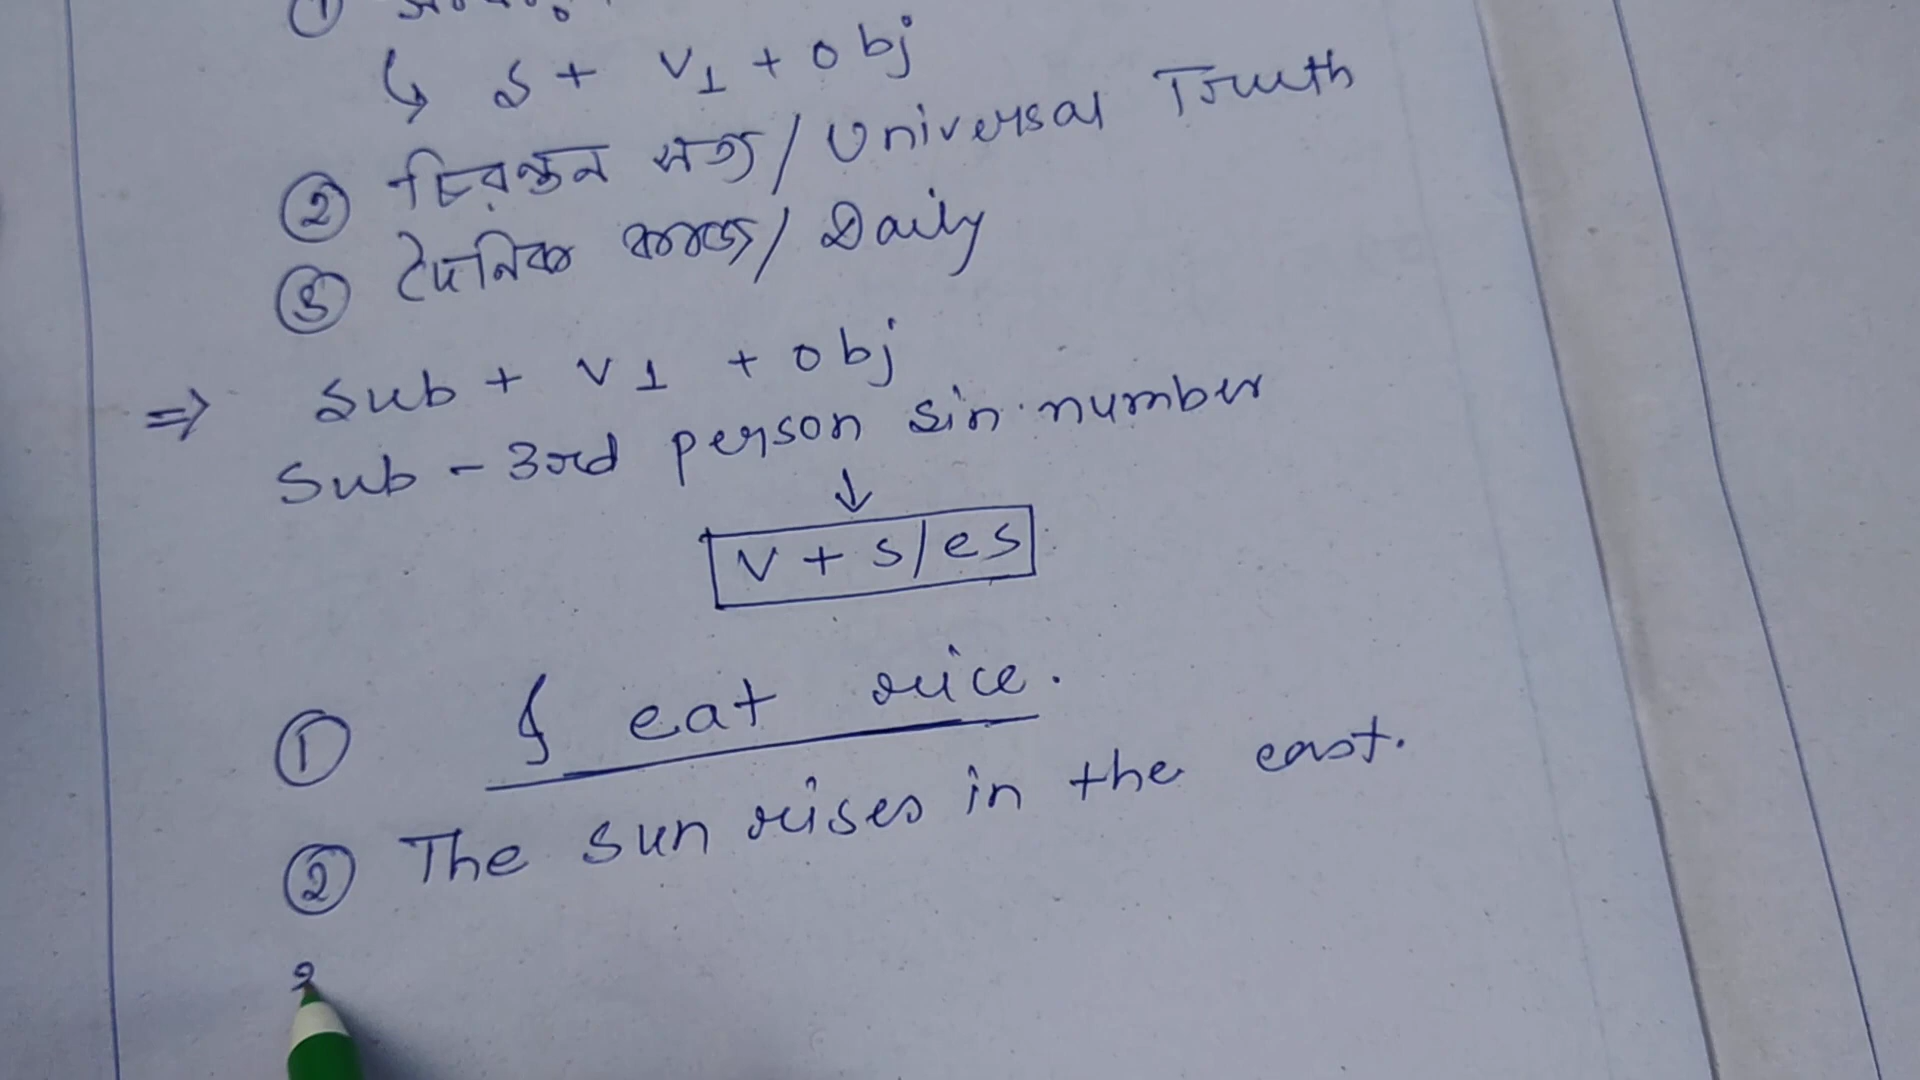 ①
↳ S + V1 + obj
② চিরন্তন সত্য / Universal Truth
③ দৈনিক কাজ / Daily
⇒ Sub + V1 + obj
Sub - 3rd person sin. number
↓
V + s/es
① I eat rice.
② The sun rises in the east.